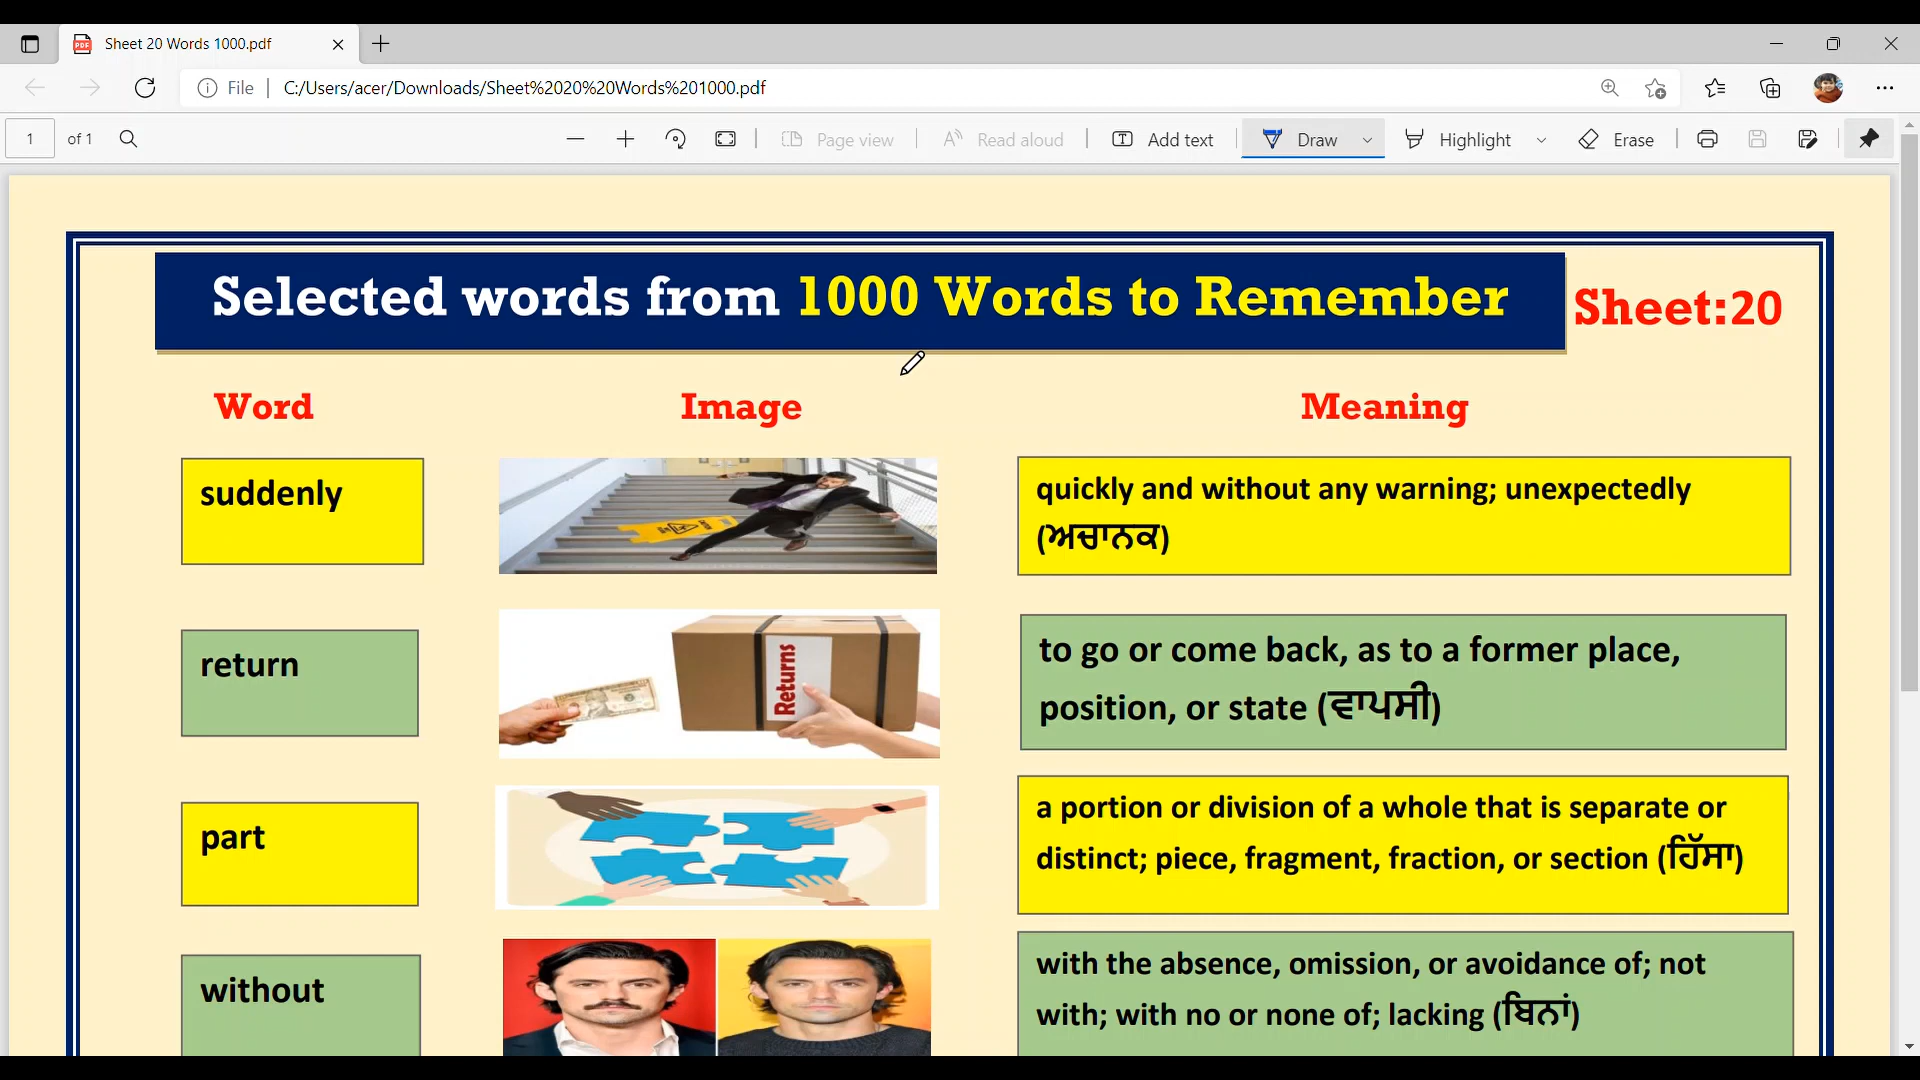 Sheet 20 Words 1000.pdf
File
C:/Users/acer/Downloads/Sheet%2020%20Words%201000.pdf
1 of 1
Page view
Read aloud
Add text
Draw
Highlight
Erase
Selected words from 1000 Words to Remember
Sheet:20
Word Image Meaning
suddenly
quickly and without any warning; unexpectedly
(ਅਚਾਨਕ)
return
Returns
to go or come back, as to a former place,
position, or state (ਵਾਪਸੀ)
part
a portion or division of a whole that is separate or
distinct; piece, fragment, fraction, or section (ਹਿੱਸਾ)
without
with the absence, omission, or avoidance of; not
with; with no or none of; lacking (ਬਿਨਾਂ)